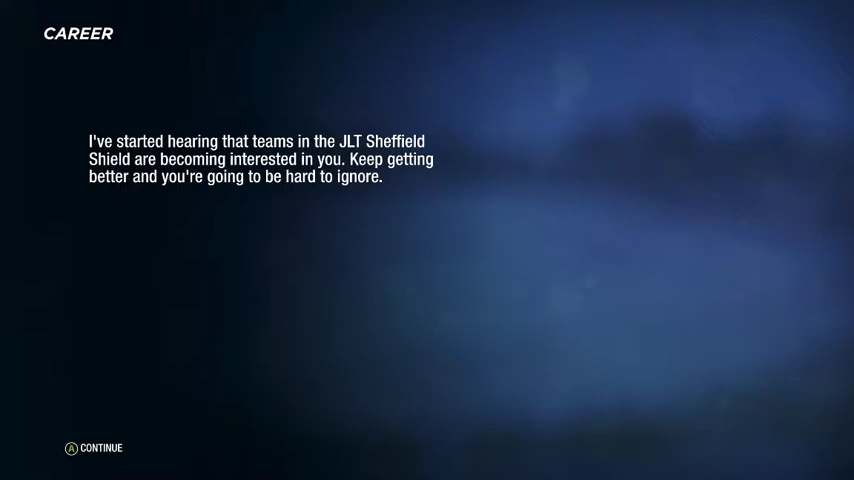 CAREER
I've started hearing that teams in the JLT Sheffield
Shield are becoming interested in you. Keep getting
better and you're going to be hard to ignore.
A CONTINUE